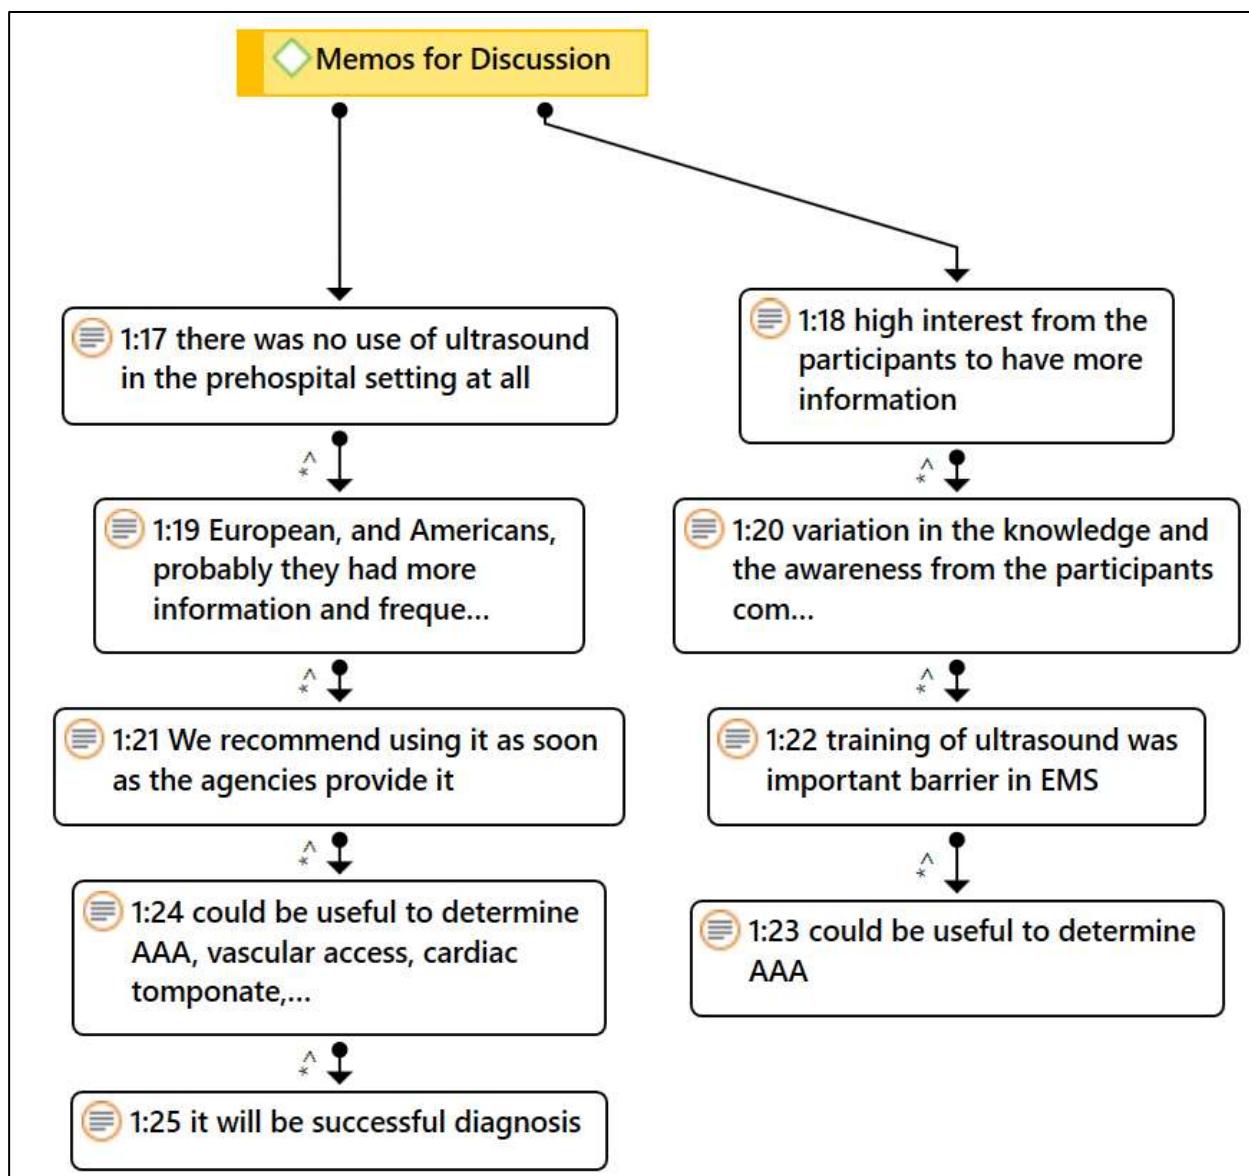 Memos for Discussion
1:17 there was no use of ultrasound
in the prehospital setting at all
1:18 high interest from the
participants to have more
information
*^
*^
1:19 European, and Americans,
probably they had more
information and freque...
1:20 variation in the knowledge and
the awareness from the participants
com...
*^
*^
1:21 We recommend using it as soon
as the agencies provide it
1:22 training of ultrasound was
important barrier in EMS
*^
*^
1:24 could be useful to determine
AAA, vascular access, cardiac
tomponate,...
1:23 could be useful to determine
AAA
*^
1:25 it will be successful diagnosis